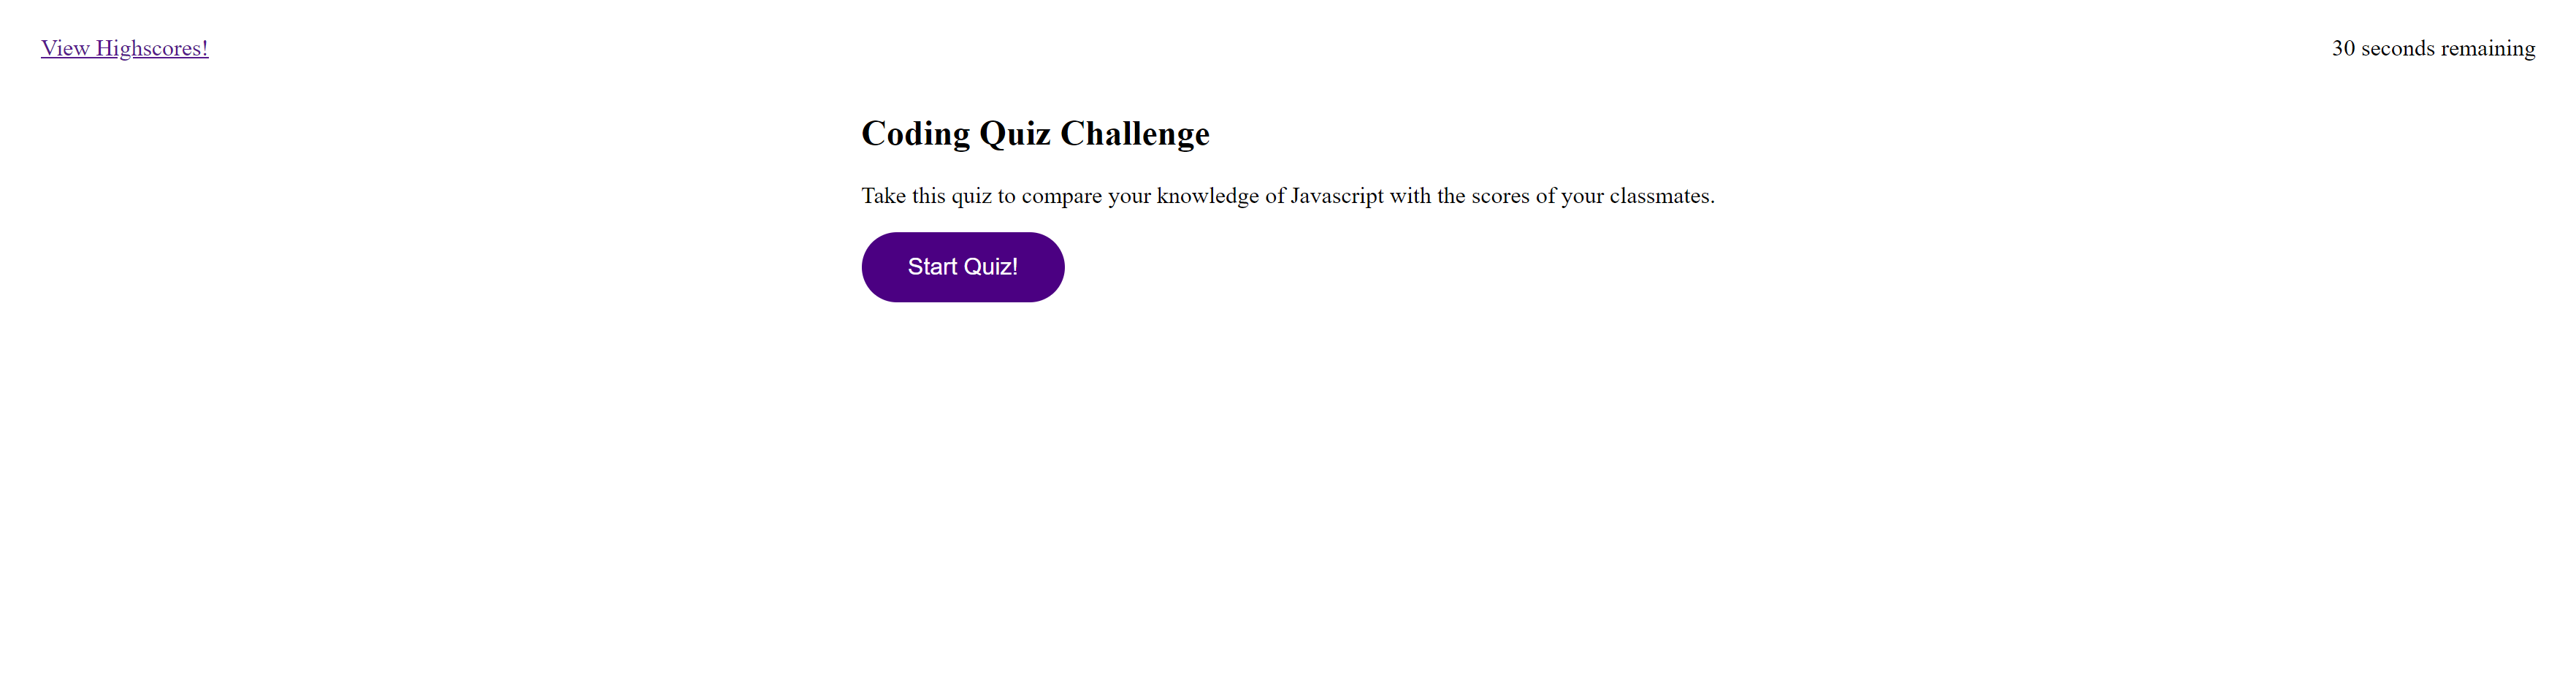 View Highscores!
30 seconds remaining
Coding Quiz Challenge
Take this quiz to compare your knowledge of Javascript with the scores of your classmates.
Start Quiz!